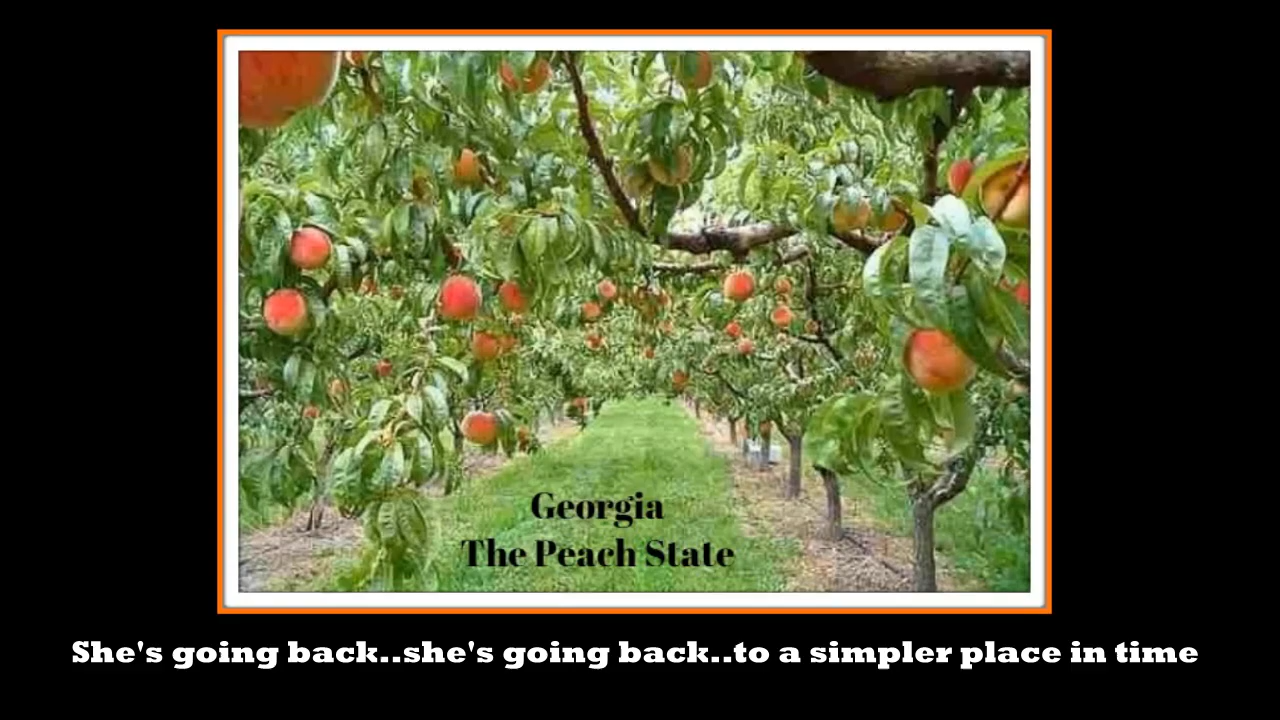 Georgia
The Peach State
She's going back..she's going back..to a simpler place in time